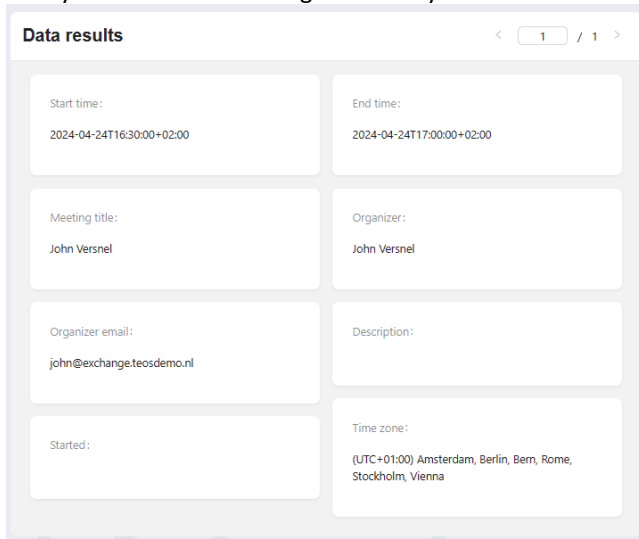 Data results
< 1 / 1 >
Start time:
2024-04-24T16:30:00+02:00
End time:
2024-04-24T17:00:00+02:00
Meeting title:
John Versnel
Organizer:
John Versnel
Organizer email:
john@exchange.teosdemo.nl
Description:
Started:
Time zone:
(UTC+01:00) Amsterdam, Berlin, Bern, Rome,
Stockholm, Vienna